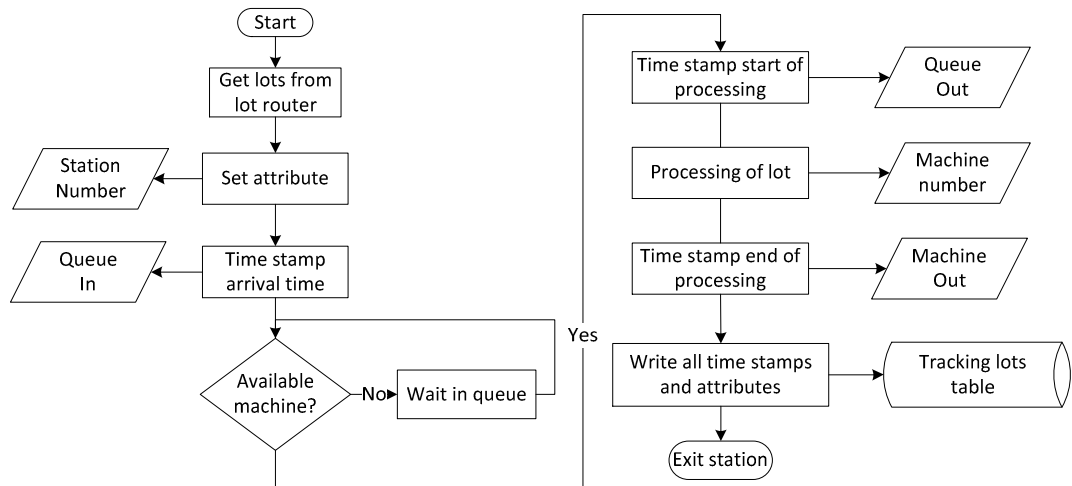 Start
Get lots from
lot router
Station
Number
Set attribute
Queue
In
Time stamp
arrival time
Available
machine?
No
Wait in queue
Yes
Time stamp start of
processing
Queue
Out
Processing of lot
Machine
number
Time stamp end of
processing
Machine
Out
Write all time stamps
and attributes
Tracking lots
table
Exit station